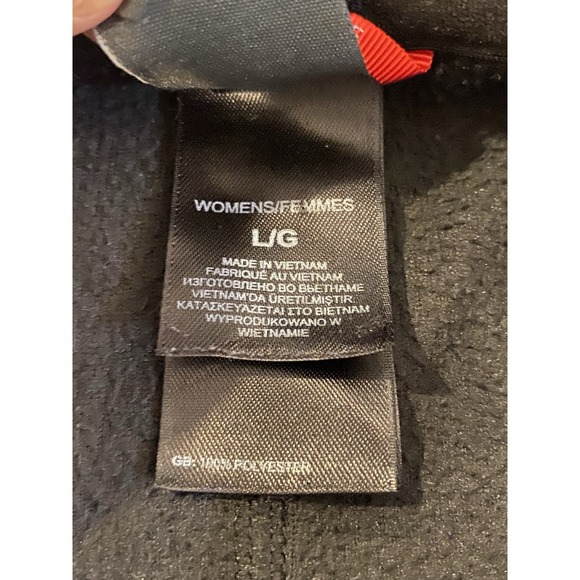 WOMENS/FEMMES
L/G
MADE IN VIETNAM
FABRIQUÉ AU VIETNAM
ИЗГОТОВЛЕНО ВО ВЬЕТНАМЕ
VIETNAM'DA ÜRETILMIŞTIR.
ΚΑΤΑΣΚΕΥΑΖΕΤΑΙ ΣΤΟ ΒΙΕΤΝΑΜ
WYPRODUKOWANO W
WIETNAMIE
GB: 100% POLYESTER